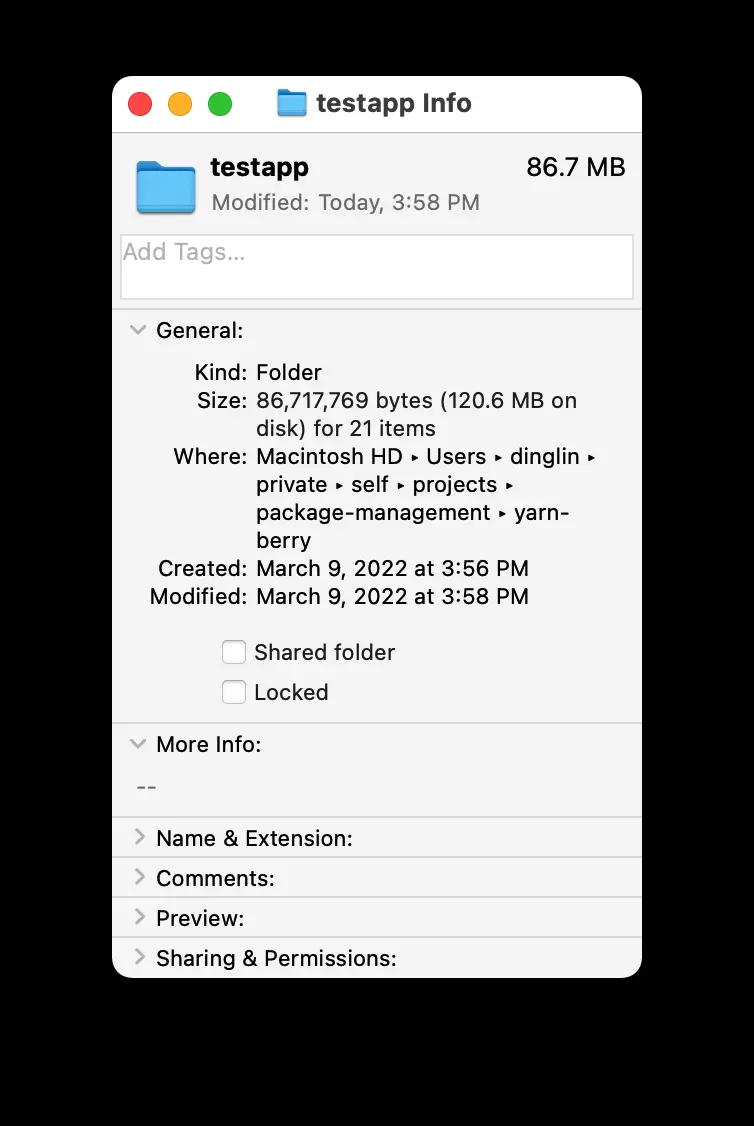 testapp Info
testapp 86.7 MB
Modified: Today, 3:58 PM
Add Tags...
General:
Kind: Folder
Size: 86,717,769 bytes (120.6 MB on
disk) for 21 items
Where: Macintosh HD ▸ Users ▸ dinglin ▸
private ▸ self ▸ projects ▸
package-management ▸ yarn-
berry
Created: March 9, 2022 at 3:56 PM
Modified: March 9, 2022 at 3:58 PM
Shared folder
Locked
More Info:
--
Name & Extension:
Comments:
Preview:
Sharing & Permissions: